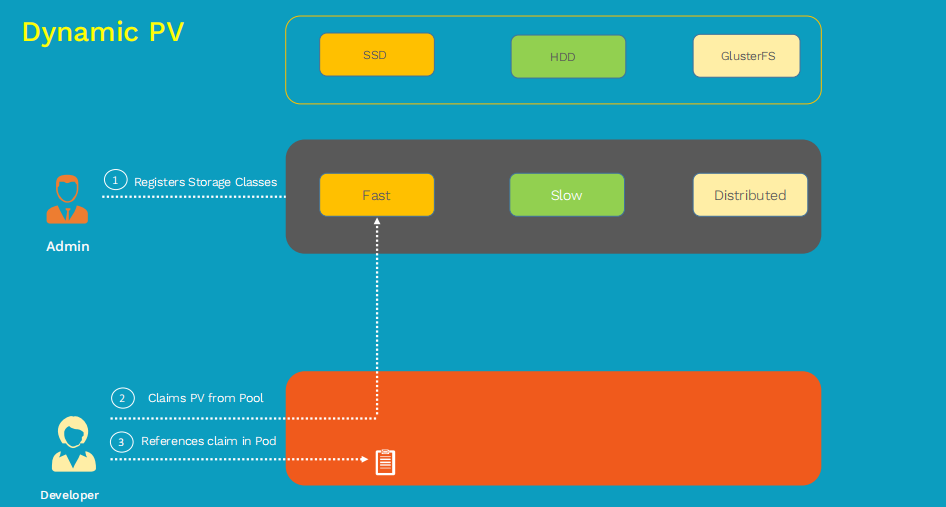 Dynamic PV
SSD
HDD
GlusterFS
1
Registers Storage Classes
Fast
Slow
Distributed
Admin
2
Claims PV from Pool
3
References claim in Pod
Developer